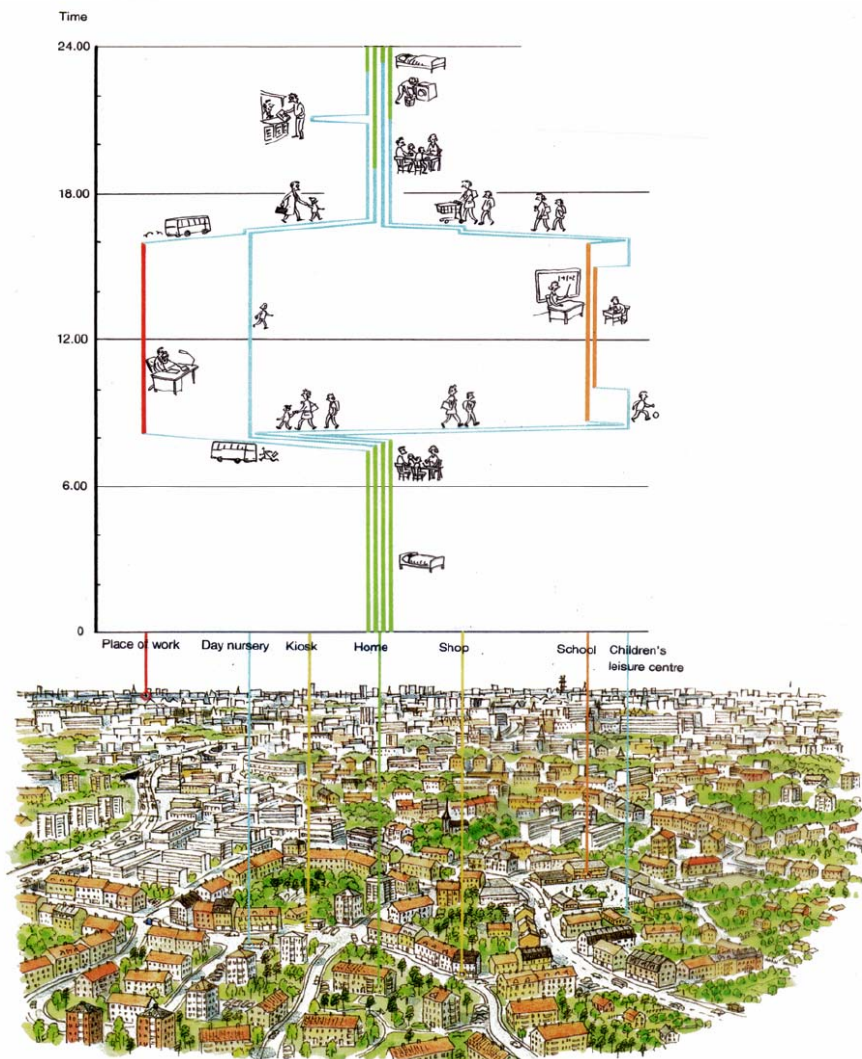 Time
24.00
18.00
12.00
6.00
0
Place of work
Day nursery
Kiosk
Home
Shop
School
Children's
leisure centre